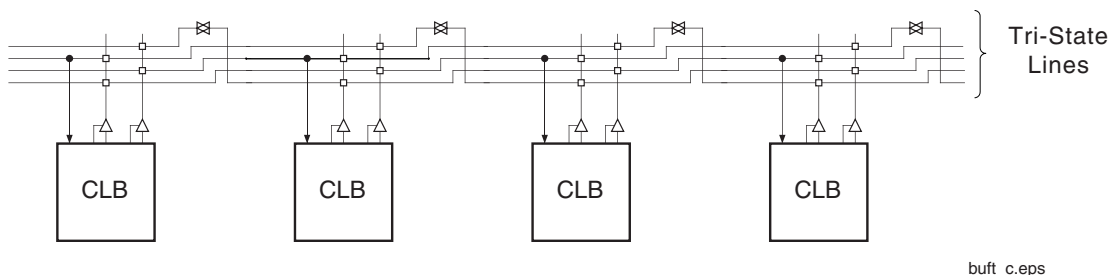 Tri-State
Lines
CLB CLB CLB CLB
buft_c.eps